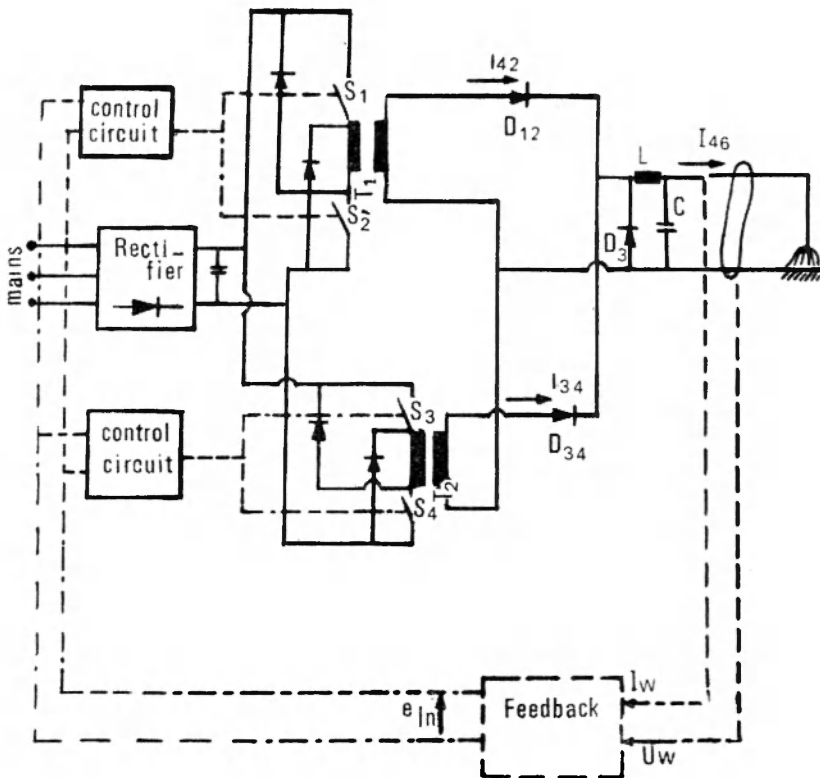 I42
control
circuit
S1
D12
I46
L
T1
C
S2'
D3
Recti-
fier
mains
I34
S3
control
circuit
D34
T2
S4
Iw
e In
Feedback
Uw